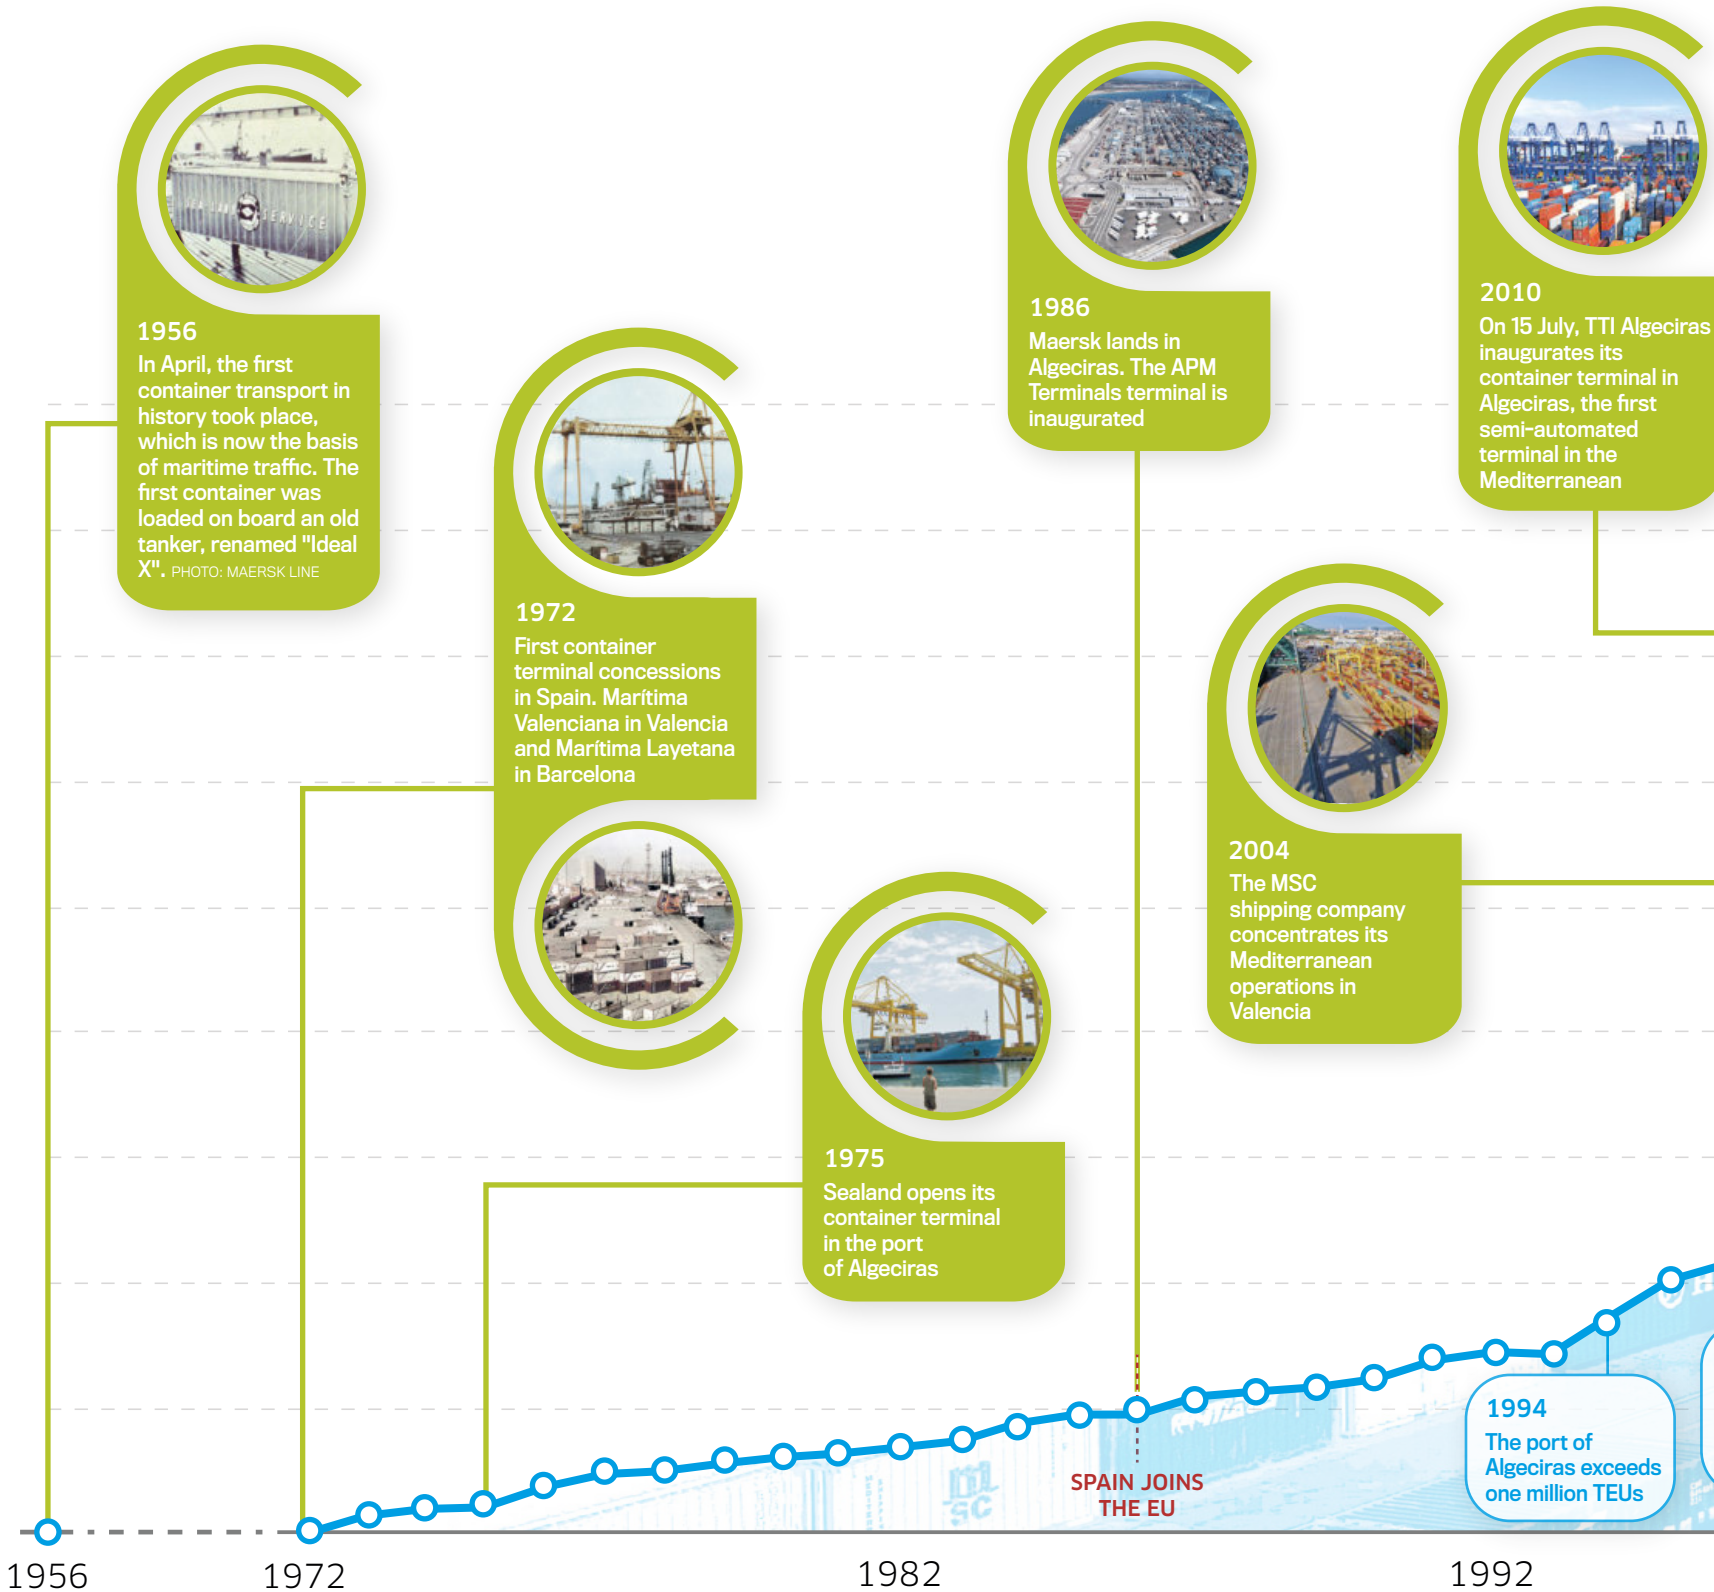 SEA LAND SERVICE
1956
In April, the first
container transport in
history took place,
which is now the basis
of maritime traffic. The
first container was
loaded on board an old
tanker, renamed "Ideal
X". PHOTO: MAERSK LINE
1972
First container
terminal concessions
in Spain. Marítima
Valenciana in Valencia
and Marítima Layetana
in Barcelona
1975
Sealand opens its
container terminal
in the port
of Algeciras
1986
Maersk lands in
Algeciras. The APM
Terminals terminal is
inaugurated
2004
The MSC
shipping company
concentrates its
Mediterranean
operations in
Valencia
2010
On 15 July, TTI Algeciras
inaugurates its
container terminal in
Algeciras, the first
semi-automated
terminal in the
Mediterranean
SPAIN JOINS
THE EU
1994
The port of
Algeciras exceeds
one million TEUs
m
SC
1956
1972
1982
1992